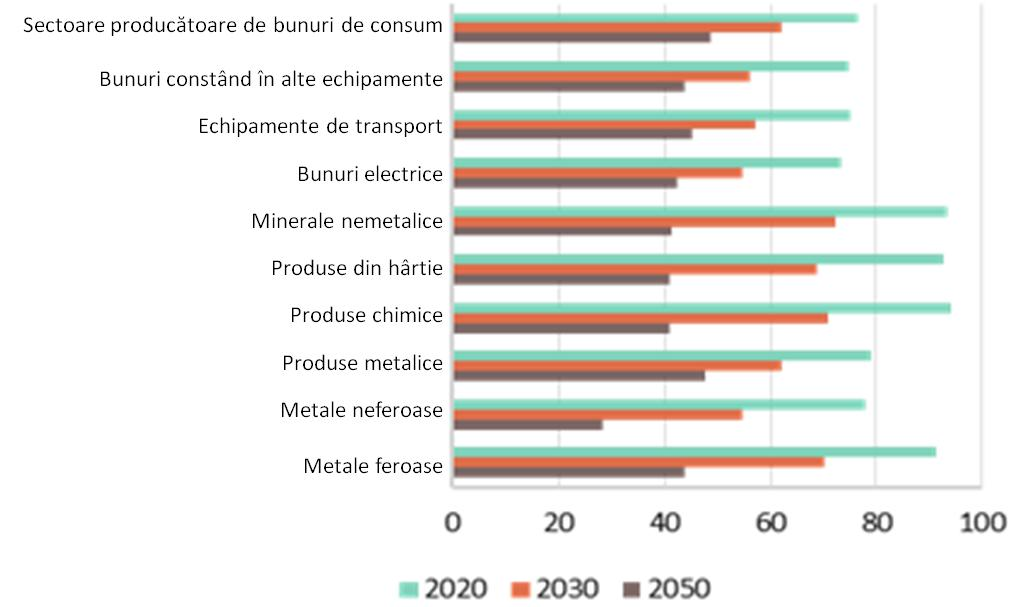 Sectoare producătoare de bunuri de consum
Bunuri constând în alte echipamente
Echipamente de transport
Bunuri electrice
Minerale nemetalice
Produse din hârtie
Produse chimice
Produse metalice
Metale neferoase
Metale feroase
0 20 40 60 80 100
2020 2030 2050